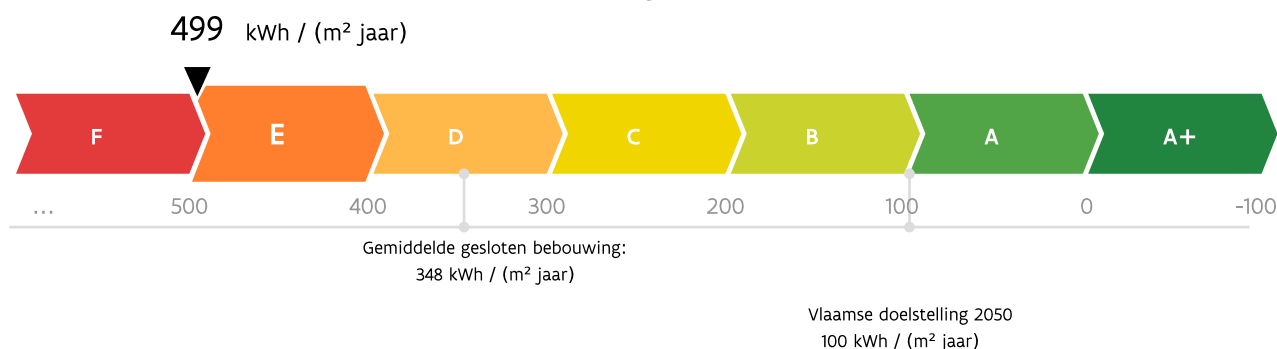 499 kWh / (m² jaar)
F E D C B A A+
... 500 400 300 200 100 0 -100
Gemiddelde gesloten bebouwing:
348 kWh / (m² jaar)
Vlaamse doelstelling 2050
100 kWh / (m² jaar)